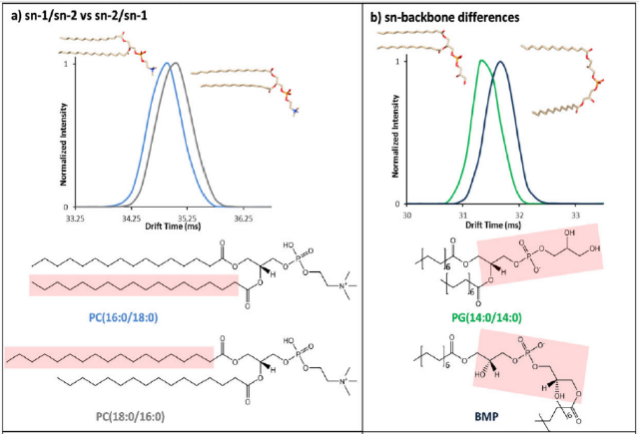 a) sn-1/sn-2 vs sn-2/sn-1
1
Normalized Intensity
0
33.25 34.25 35.25 36.25
Drift Time (ms)
O
HO
O
O
O
P
O
H
O
N+
O
PC(16:0/18:0)
O
HO
O
O
O
P
O
H
O
N+
O
PC(18:0/16:0)
b) sn-backbone differences
1
Normalized Intensity
0
30 31 32 33
Drift Time (ms)
O
OH
O
O
O
P
O
OH
6
O
H
O-
O
6
PG(14:0/14:0)
O
O
O-
O
O
P
O
6
HO
H
O
H
OH
O
6
O
BMP